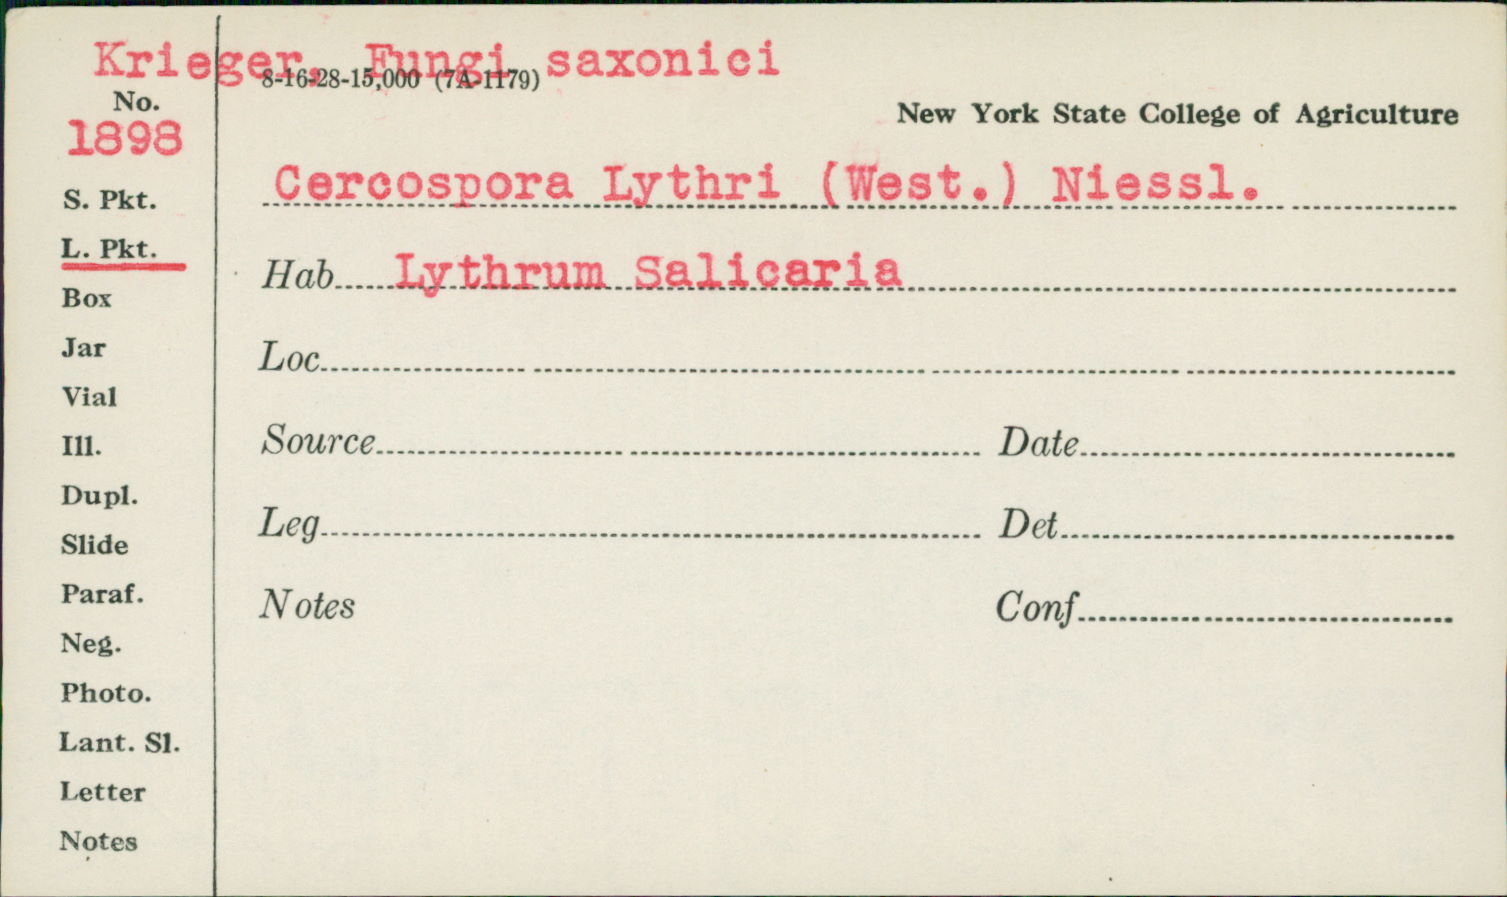 Krieger, Fungi saxonici
8-16-28-15,000 (7A-1179)
No.
1898
New York State College of Agriculture
Cercospora Lythri (West.) Niessl.
S. Pkt.
L. Pkt.
Hab Lythrum Salicaria
Box
Jar
Loc
Vial
Ill.
Source Date
Dupl.
Slide
Leg Det
Paraf.
Notes Conf
Neg.
Photo.
Lant. Sl.
Letter
Notes